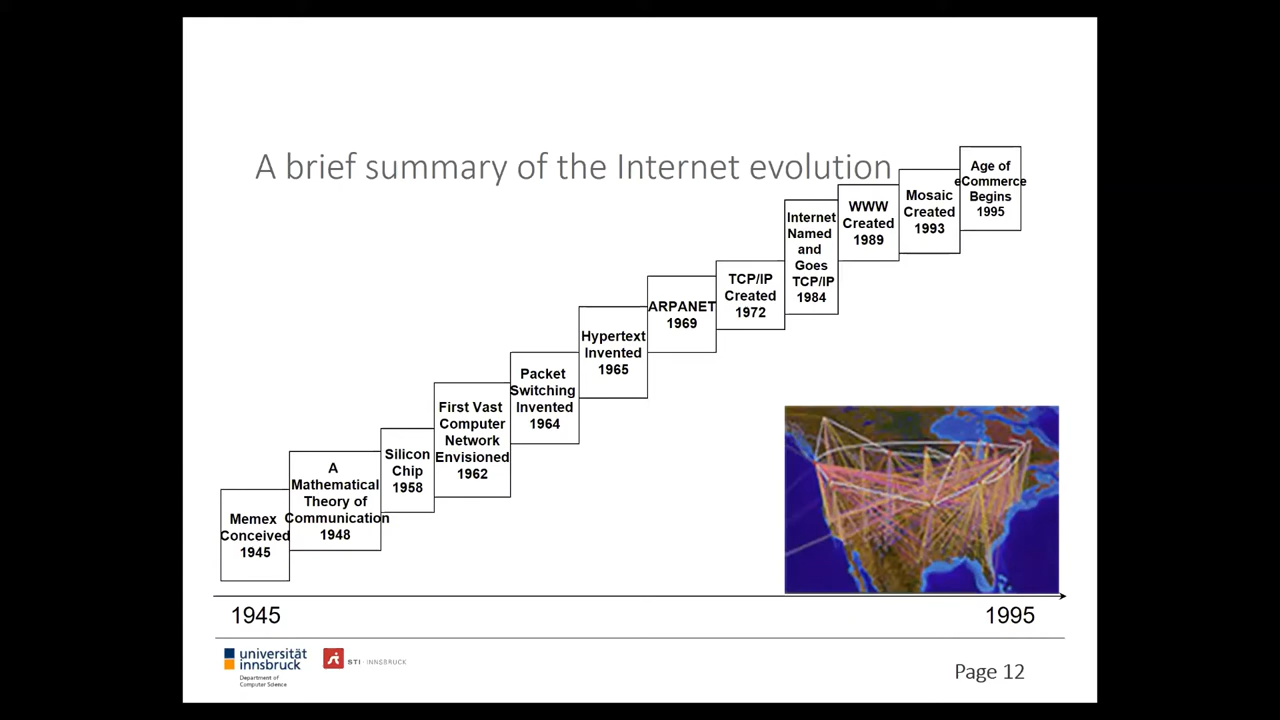 A brief summary of the Internet evolution
Memex
Conceived
1945
A
Mathematical
Theory of
Communication
1948
Silicon
Chip
1958
First Vast
Computer
Network
Envisioned
1962
Packet
Switching
Invented
1964
Hypertext
Invented
1965
ARPANET
1969
TCP/IP
Created
1972
Internet
Named
and
Goes
TCP/IP
1984
WWW
Created
1989
Mosaic
Created
1993
Age of
eCommerce
Begins
1995
1945
1995
universität
innsbruck
Department of
Computer Science
STI · INNSBRUCK
Page 12